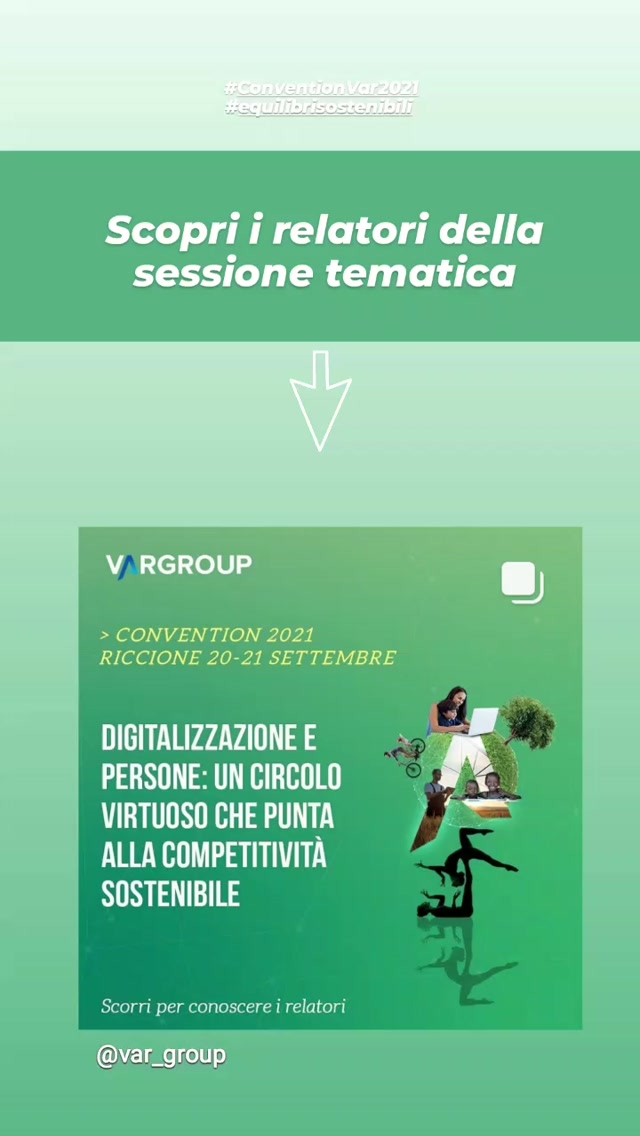 #ConventionVar2021
#equilibrisostenibili
Scopri i relatori della
sessione tematica
VARGROUP
> CONVENTION 2021
RICCIONE 20-21 SETTEMBRE
DIGITALIZZAZIONE E
PERSONE: UN CIRCOLO
VIRTUOSO CHE PUNTA
ALLA COMPETITIVITÀ
SOSTENIBILE
Scorri per conoscere i relatori
@var_group